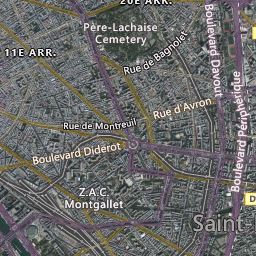 20E ARR.
Père-Lachaise
Cemetery
11E ARR.
Rue de Bagnolet
Boulevard Davout
Rue d'Avron
Rue de Montreuil
Boulevard Périphérique
Boulevard Diderot
Z.A.C.
Montgallet
D
Saint-